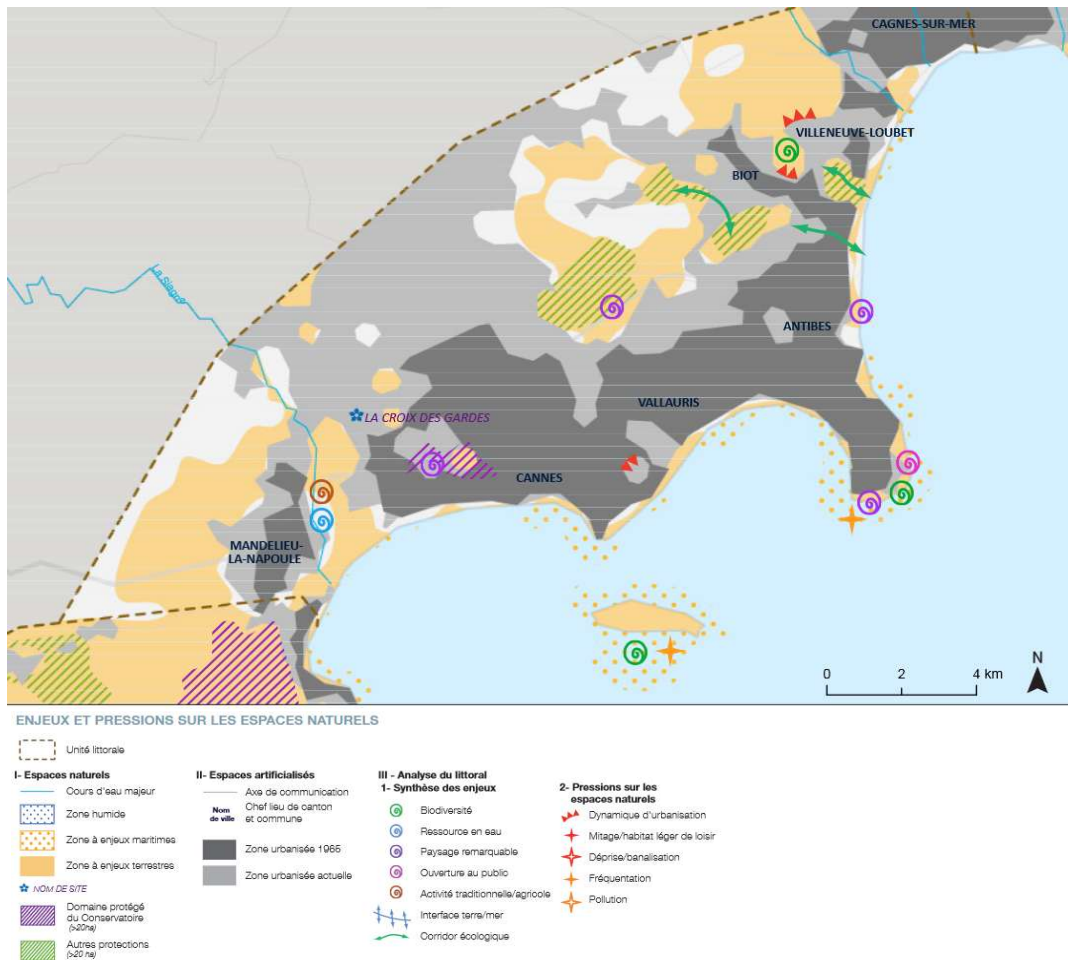 CAGNES-SUR-MER
VILLENEUVE-LOUBET
BIOT
La Siagne
ANTIBES
VALLAURIS
LA CROIX DES GARDES
CANNES
MANDELIEU-
LA-NAPOULE
N
0 2 4 km
ENJEUX ET PRESSIONS SUR LES ESPACES NATURELS
Unité littorale
I- Espaces naturels
Cours d'eau majeur
Zone humide
Zone à enjeux maritimes
Zone à enjeux terrestres
NOM DE SITE
Domaine protégé
du Conservatoire
(>20ha)
Autres protections
(>20 ha)
II- Espaces artificialisés
Axe de communication
Nom
de ville
Chef lieu de canton
et commune
Zone urbanisée 1965
Zone urbanisée actuelle
III - Analyse du littoral
1- Synthèse des enjeux
Biodiversité
Ressource en eau
Paysage remarquable
Ouverture au public
Activité traditionnelle/agricole
Interface terre/mer
Corridor écologique
2- Pressions sur les
espaces naturels
Dynamique d'urbanisation
Mitage/habitat léger de loisir
Déprise/banalisation
Fréquentation
Pollution